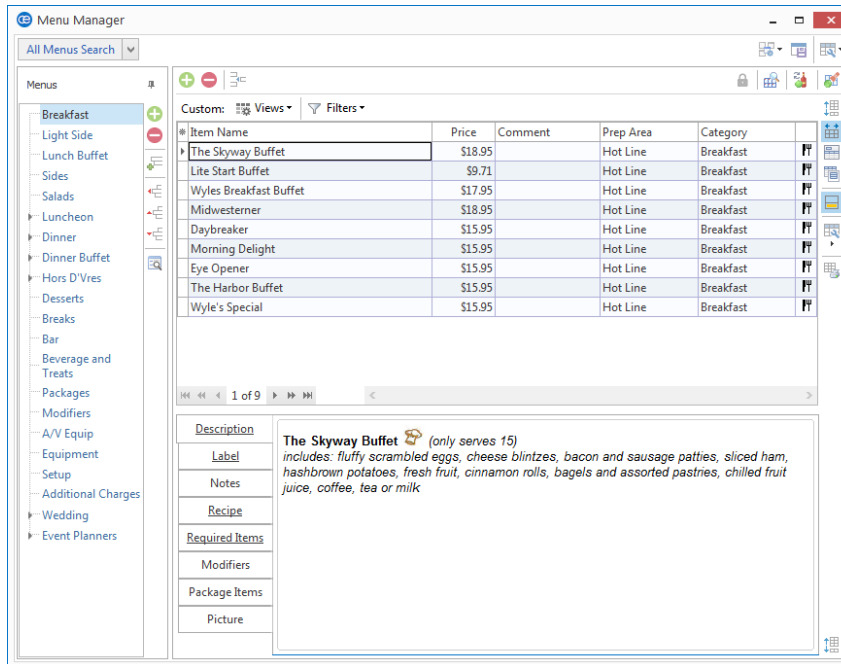 Menu Manager
All Menus Search
Menus
Breakfast
Light Side
Lunch Buffet
Sides
Salads
Luncheon
Dinner
Dinner Buffet
Hors D'Vres
Desserts
Breaks
Bar
Beverage and
Treats
Packages
Modifiers
A/V Equip
Equipment
Setup
Additional Charges
Wedding
Event Planners
Custom: Views Filters
Item Name Price Comment Prep Area Category
The Skyway Buffet $18.95 Hot Line Breakfast
Lite Start Buffet $9.71 Hot Line Breakfast
Wyles Breakfast Buffet $17.95 Hot Line Breakfast
Midwesterner $18.95 Hot Line Breakfast
Daybreaker $15.95 Hot Line Breakfast
Morning Delight $15.95 Hot Line Breakfast
Eye Opener $15.95 Hot Line Breakfast
The Harbor Buffet $15.95 Hot Line Breakfast
Wyle's Special $15.95 Hot Line Breakfast
1 of 9
Description
Label
Notes
Recipe
Required Items
Modifiers
Package Items
Picture
The Skyway Buffet (only serves 15)
includes: fluffy scrambled eggs, cheese blintzes, bacon and sausage patties, sliced ham,
hashbrown potatoes, fresh fruit, cinnamon rolls, bagels and assorted pastries, chilled fruit
juice, coffee, tea or milk